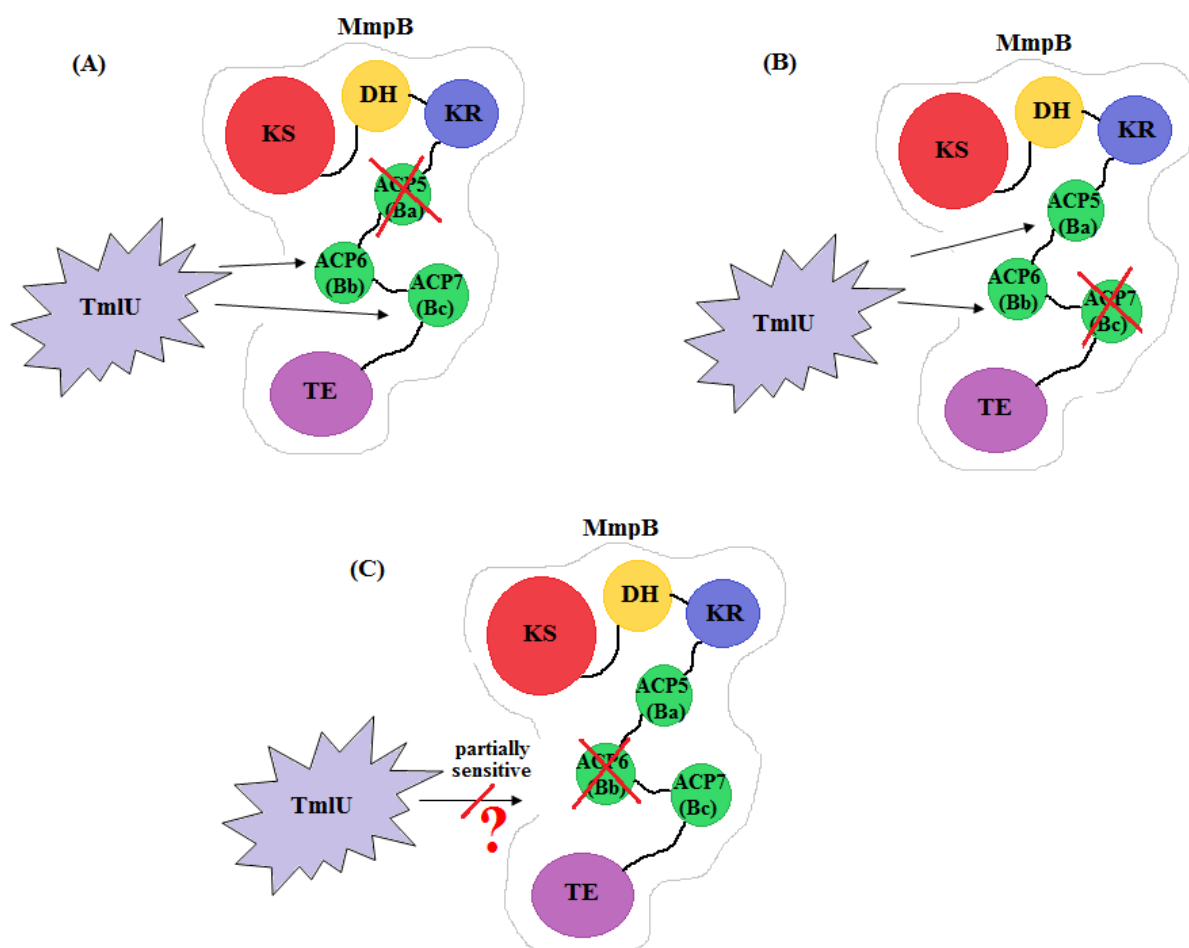 MmpB
(A)
DH
KR
KS
ACP5
(Ba)
ACP6
(Bb)
ACP7
(Bc)
TmlU
TE
MmpB
(B)
DH
KR
KS
ACP5
(Ba)
ACP6
(Bb)
ACP7
(Bc)
TmlU
TE
MmpB
(C)
DH
KR
KS
ACP5
(Ba)
partially
sensitive
ACP6
(Bb)
ACP7
(Bc)
TmlU
?
TE